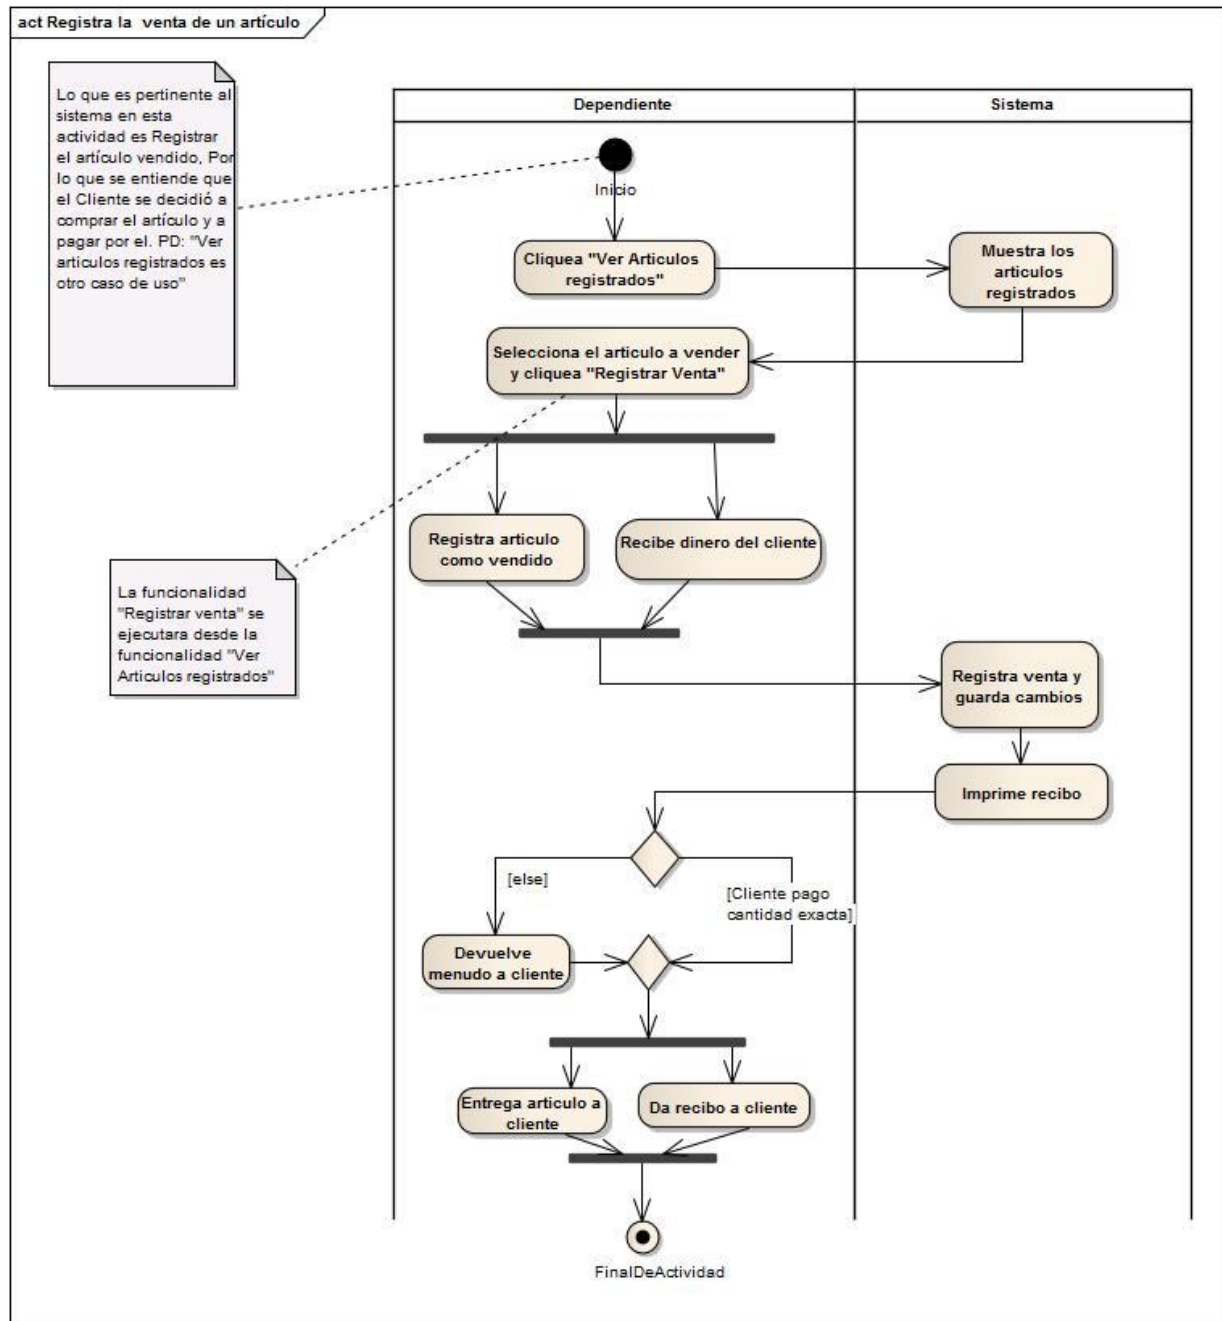 act Registra la venta de un artículo
Lo que es pertinente al
sistema en esta
actividad es Registrar
el artículo vendido, Por
lo que se entiende que
el Cliente se decidió a
comprar el artículo y a
pagar por el. PD: "Ver
articulos registrados es
otro caso de uso"
Dependiente
Sistema
Inicio
Cliquea "Ver Articulos
registrados"
Muestra los
articulos
registrados
Selecciona el articulo a vender
y cliquea "Registrar Venta"
Registra articulo
como vendido
Recibe dinero del cliente
La funcionalidad
"Registrar venta" se
ejecutara desde la
funcionalidad "Ver
Articulos registrados"
Registra venta y
guarda cambios
Imprime recibo
[else]
[Cliente pago
cantidad exacta]
Devuelve
menudo a cliente
Entrega articulo a
cliente
Da recibo a cliente
FinalDeActividad